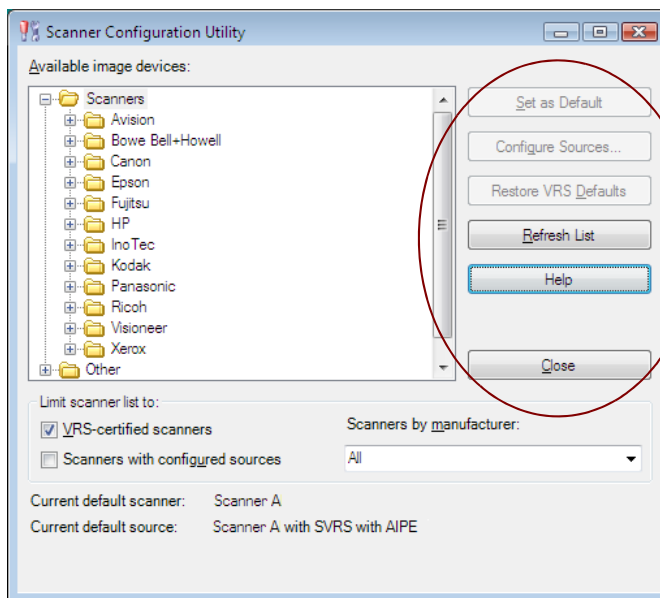 Scanner Configuration Utility
Available image devices:
Scanners
Avision
Bowe Bell+Howell
Canon
Epson
Fujitsu
HP
InoTec
Kodak
Panasonic
Ricoh
Visioneer
Xerox
Other
Set as Default
Configure Sources...
Restore VRS Defaults
Refresh List
Help
Close
Limit scanner list to:
VRS-certified scanners
Scanners with configured sources
Scanners by manufacturer:
All
Current default scanner: Scanner A
Current default source: Scanner A with SVRS with AIPE